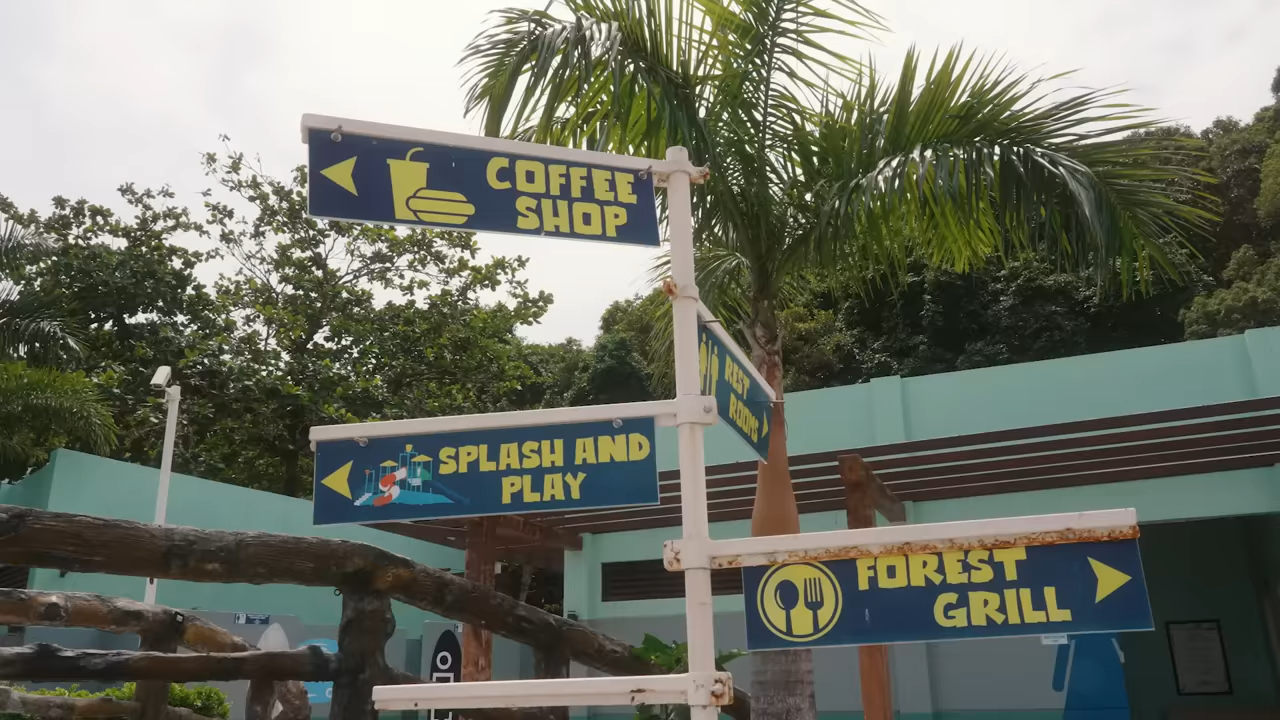 COFFEE
SHOP
REST
ROOMS
SPLASH AND
PLAY
FOREST
GRILL